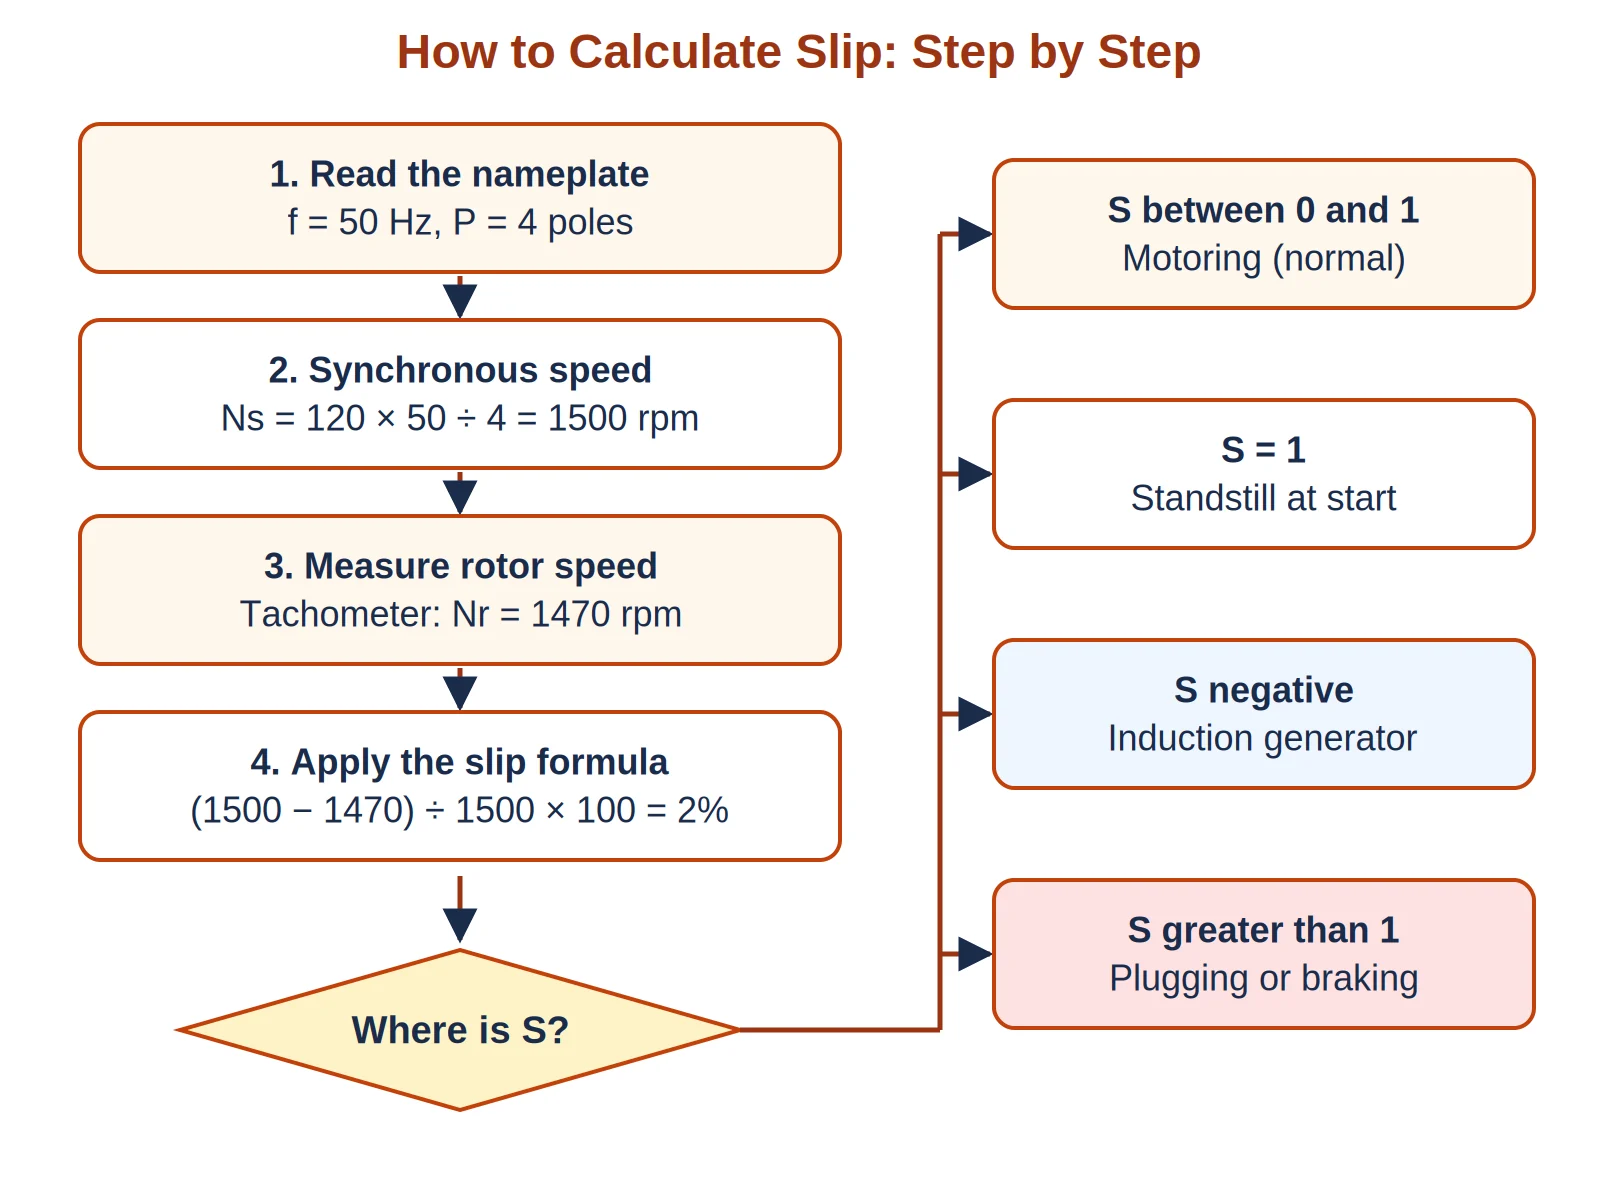 How to Calculate Slip: Step by Step
1. Read the nameplate
f = 50 Hz, P = 4 poles
2. Synchronous speed
Ns = 120 × 50 ÷ 4 = 1500 rpm
3. Measure rotor speed
Tachometer: Nr = 1470 rpm
4. Apply the slip formula
(1500 − 1470) ÷ 1500 × 100 = 2%
Where is S?
S between 0 and 1
Motoring (normal)
S = 1
Standstill at start
S negative
Induction generator
S greater than 1
Plugging or braking